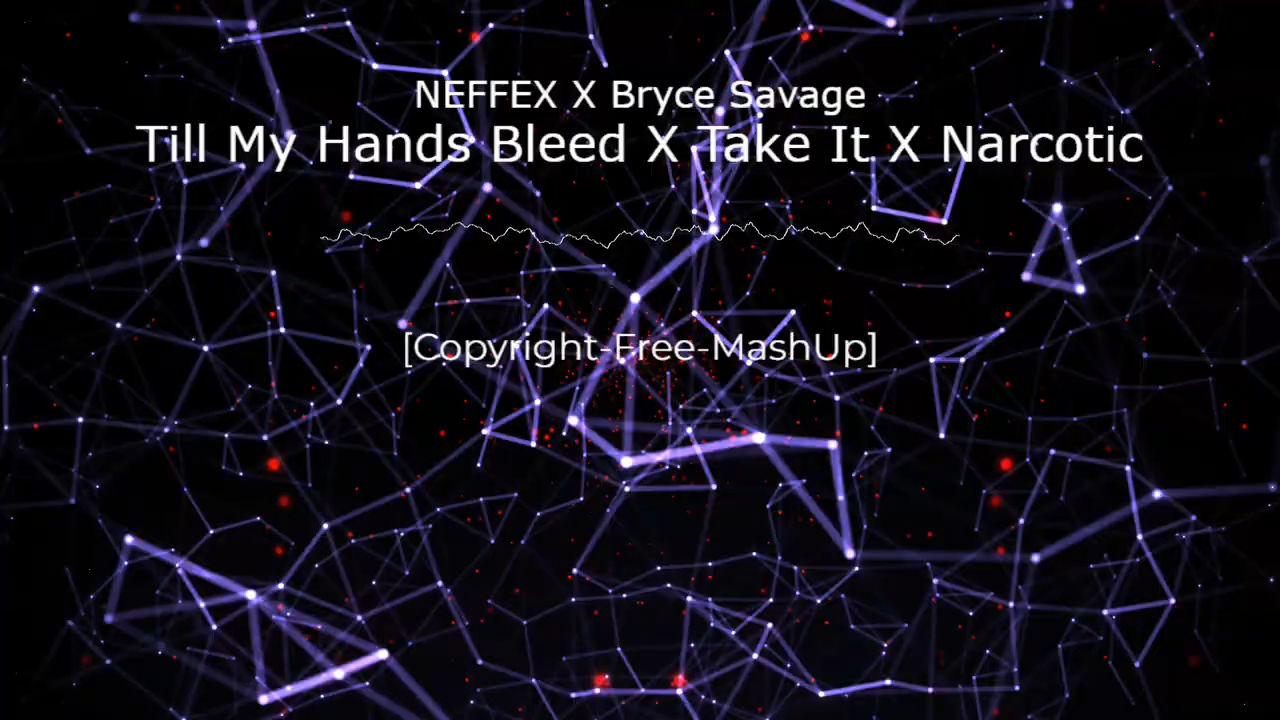 NEFFEX X Bryce Savage
Till My Hands Bleed X Take It X Narcotic
[Copyright-Free-MashUp]